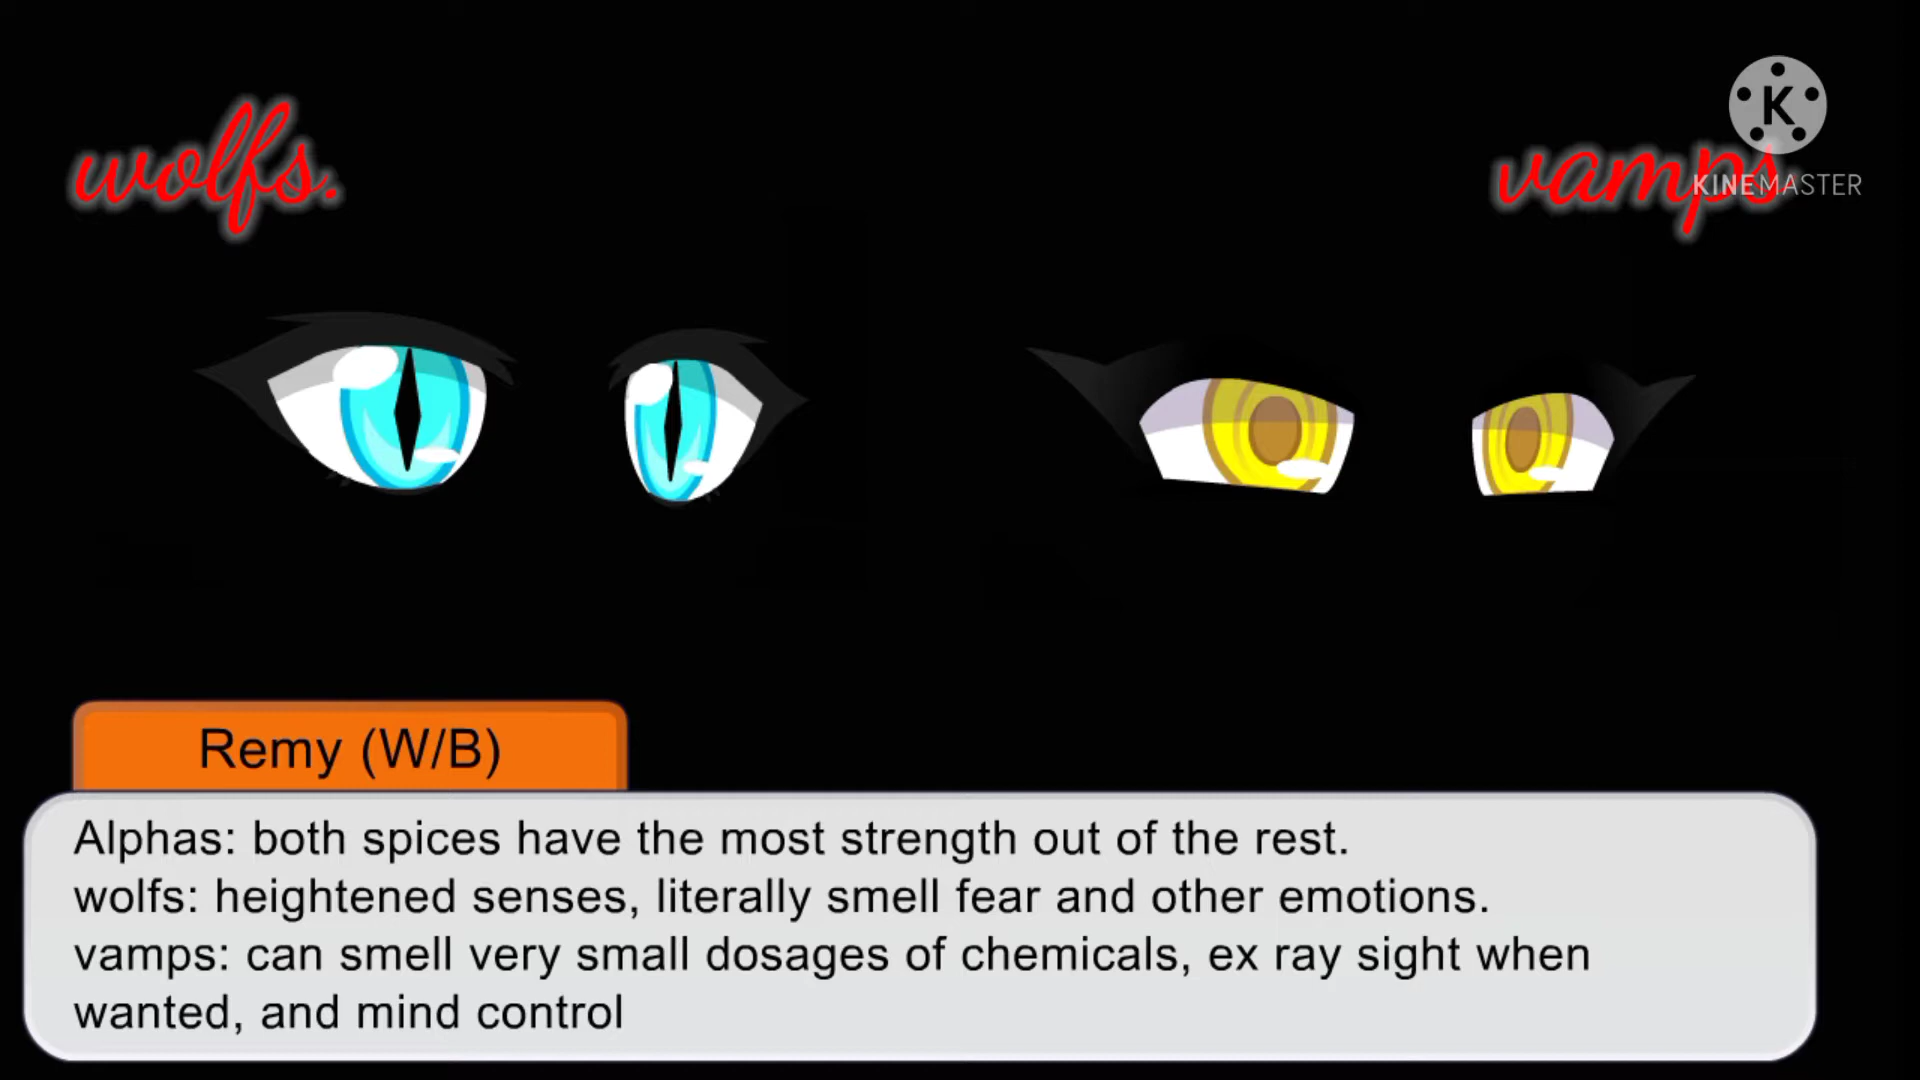 wolfs.
vamps
K
KINEMASTER
Remy (W/B)
Alphas: both spices have the most strength out of the rest.
wolfs: heightened senses, literally smell fear and other emotions.
vamps: can smell very small dosages of chemicals, ex ray sight when
wanted, and mind control